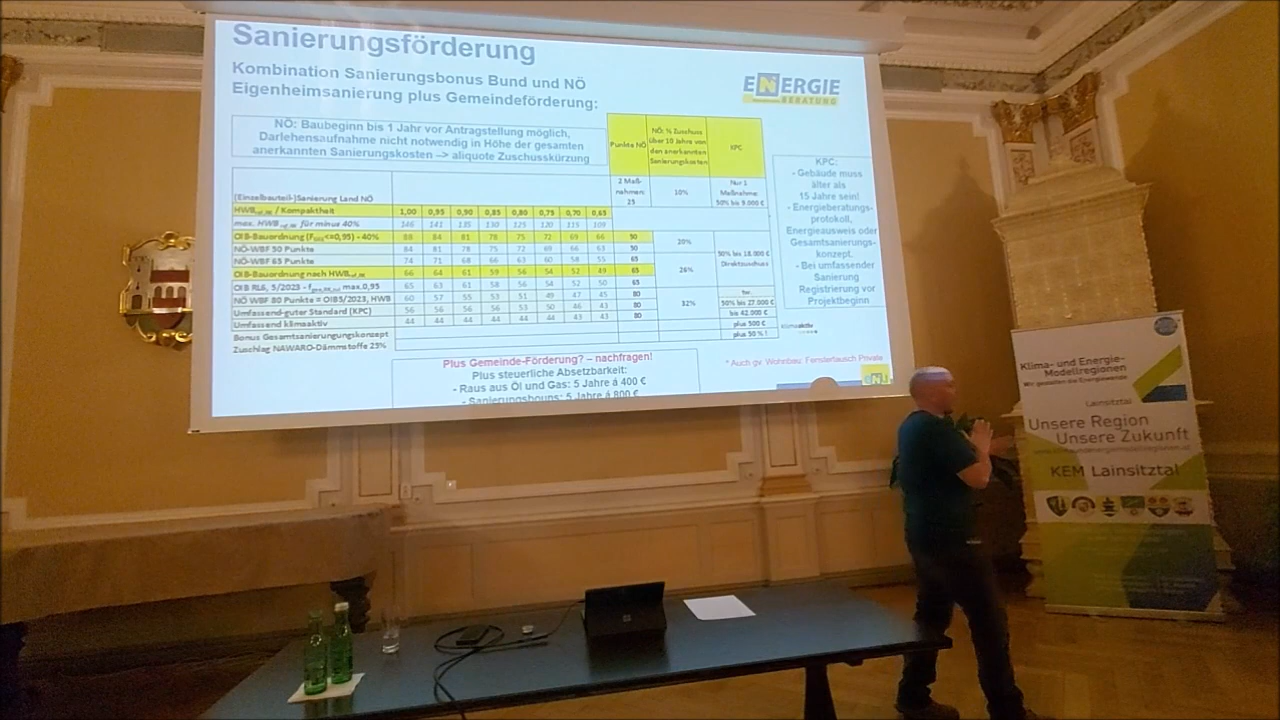 Sanierungsförderung
Kombination Sanierungsbonus Bund und NÖ
Eigenheimsanierung plus Gemeindeförderung:
ENERGIE
BERATUNG
NÖ: Baubeginn bis 1 Jahr vor Antragstellung möglich,
Darlehensaufnahme nicht notwendig in Höhe der gesamten
anerkannten Sanierungskosten --> aliquote Zuschusskürzung
Punkte NÖ
NÖ: % Zuschuss
über 10 Jahre von
den anerkannten
Sanierungskosten
KPC
(Einzelbauteil-)Sanierung Land NÖ
2 Maß-
nahmen:
25
10%
Nur 1
Maßnahme:
50% bis 9.000 €
HWB / Kompaktheit 1,00 0,95 0,90 0,85 0,80 0,75 0,70 0,65
max. HWB für minus 40% 146 141 135 130 125 120 115 109
OIB-Bauordnung <=0,95) - 40% 88 84 81 78 75 72 69 66 50
NÖ-WBF 50 Punkte 84 81 78 75 72 69 66 63 50
20%
NÖ-WBF 65 Punkte 74 71 68 66 63 60 58 55 65
50% bis 18.000 €
Direktzuschuss
OIB-Bauordnung nach HWB 66 64 61 59 56 54 52 49 65
26%
OIB RL6, 5/2023 - max.0,95 65 63 61 58 56 54 52 50 65
NÖ WBF 80 Punkte = OIB5/2023, HWB 60 57 55 53 51 49 47 45 80
32%
bzw.
50% bis 27.000 €
Umfassend-guter Standard (KPC) 56 56 56 56 53 50 46 43 80
bis 42.000 €
Umfassend klimaaktiv 44 44 44 44 44 44 43 43 80
Bonus Gesamtsanierungungskonzept
plus 500 €
Zuschlag NAWARO-Dämmstoffe 25%
plus 50 % !
KPC:
- Gebäude muss
älter als
15 Jahre sein!
- Energieberatungs-
protokoll,
Energieausweis oder
Gesamtsanierungs-
konzept.
- Bei umfassender
Sanierung
Registrierung vor
Projektbeginn
klimaaktiv
Plus Gemeinde-Förderung? – nachfragen!
Plus steuerliche Absetzbarkeit:
- Raus aus Öl und Gas: 5 Jahre á 400 €
- Sanierungsbouns: 5 Jahre á 800 €
* Auch gv. Wohnbau: Fenstertausch Private
eNu
Klima- und Energie-
Modellregionen
Wir gestalten die Energiewende
Lainsitztal
Unsere Region
Unsere Zukunft
KEM Lainsitztal